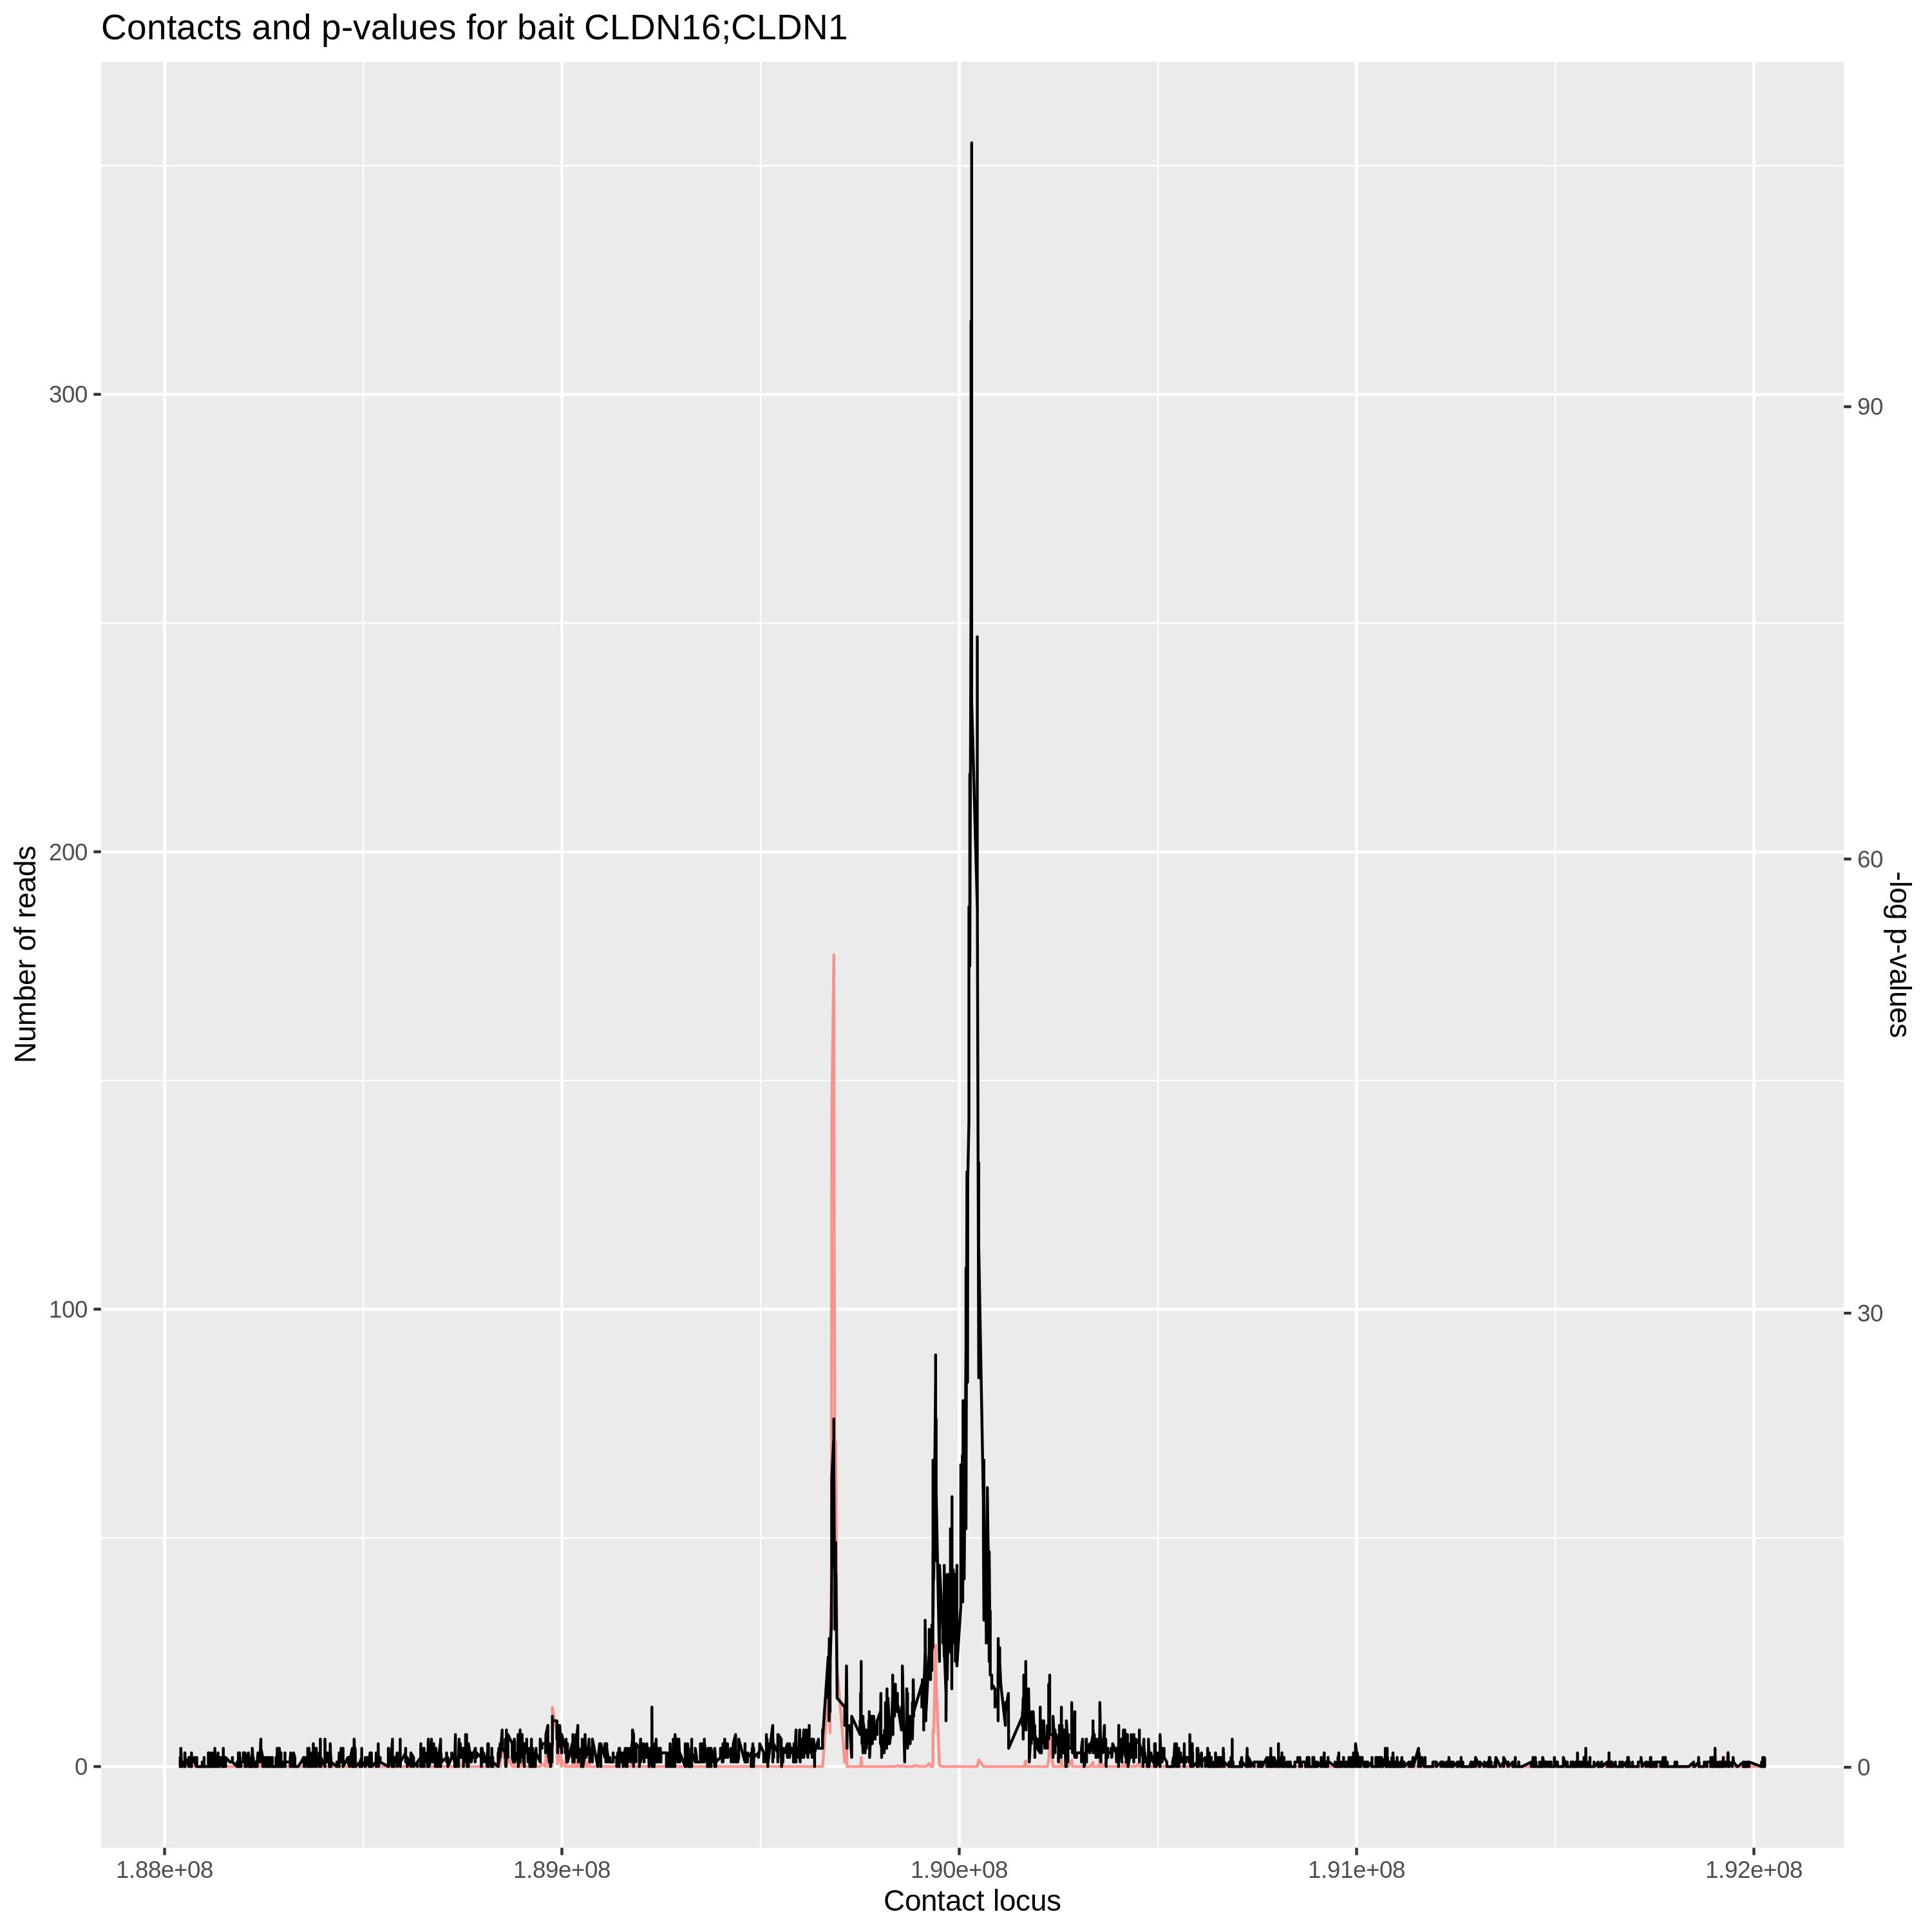 Contacts and p-values for bait CLDN16;CLDN1
300
200
100
0
Number of reads
90
60
30
0
-log p-values
1.88e+08
1.89e+08
1.90e+08
1.91e+08
1.92e+08
Contact locus